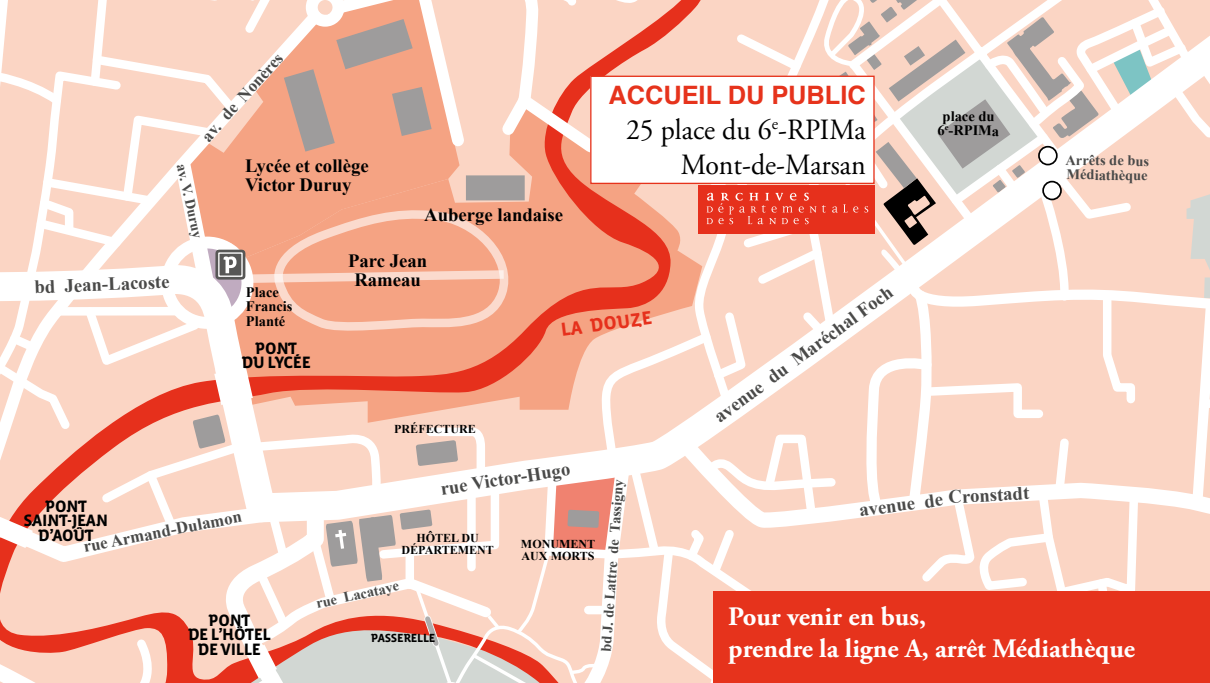 ACCUEIL DU PUBLIC
25 place du 6e-RPIMa
Mont-de-Marsan
aRCHIVes
DÉPaRTeMeNTaLes
Des LaNDes
place du
6e-RPIMa
Arrêts de bus
Médiathèque
av. de Nonères
av. V. Duruy
Lycée et collège
Victor Duruy
Auberge landaise
Parc Jean
Rameau
P
bd Jean-Lacoste
Place
Francis
Planté
PONT
DU LYCÉE
LA DOUZE
avenue du Maréchal Foch
PRÉFECTURE
rue Victor-Hugo
avenue de Cronstadt
PONT
SAINT-JEAN
D'AOÛT
rue Armand-Dulamon
HÔTEL DU
DÉPARTEMENT
MONUMENT
AUX MORTS
bd J. de Lattre de Tassigny
rue Lacataye
PONT
DE L'HÔTEL
DE VILLE
PASSERELLE
Pour venir en bus,
prendre la ligne A, arrêt Médiathèque